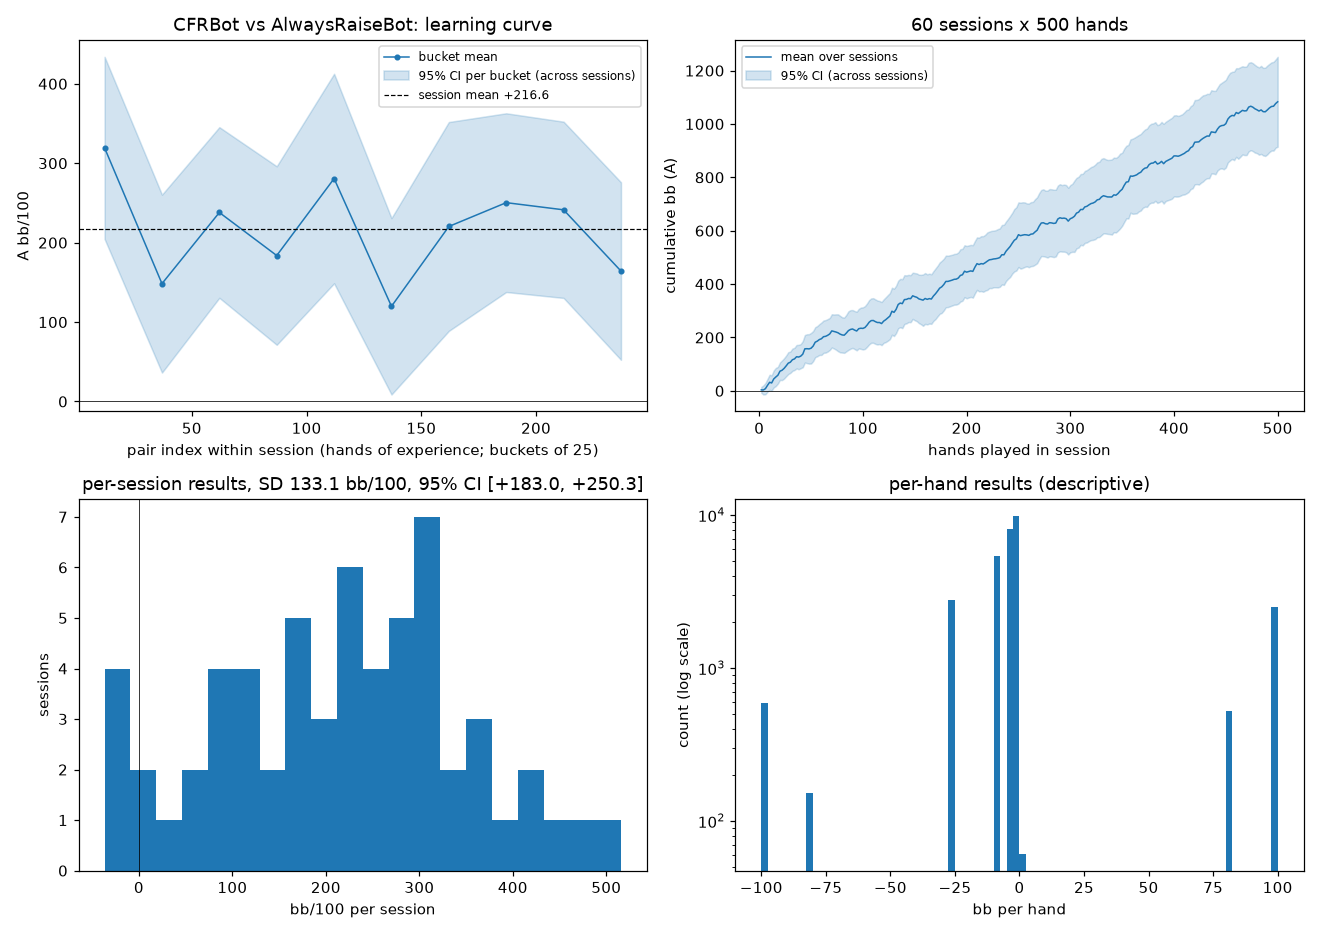 CFRBot vs AlwaysRaiseBot: learning curve
bucket mean
95% CI per bucket (across sessions)
session mean +216.6
A bb/100
400
300
200
100
0
50
100
150
200
pair index within session (hands of experience; buckets of 25)
60 sessions x 500 hands
mean over sessions
95% CI (across sessions)
cumulative bb (A)
1200
1000
800
600
400
200
0
0
100
200
300
400
500
hands played in session
per-session results, SD 133.1 bb/100, 95% CI [+183.0, +250.3]
sessions
7
6
5
4
3
2
1
0
0
100
200
300
400
500
bb/100 per session
per-hand results (descriptive)
count (log scale)
10⁴
10³
10²
−100
−75
−50
−25
0
25
50
75
100
bb per hand